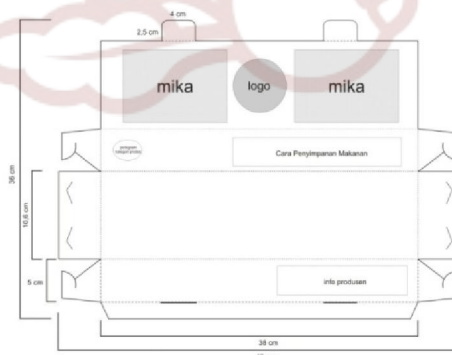 4 cm
2,5 cm
mika
logo
mika
Cara Penyimpanan Makanan
36 cm
10,6 cm
5 cm
info produsen
38 cm